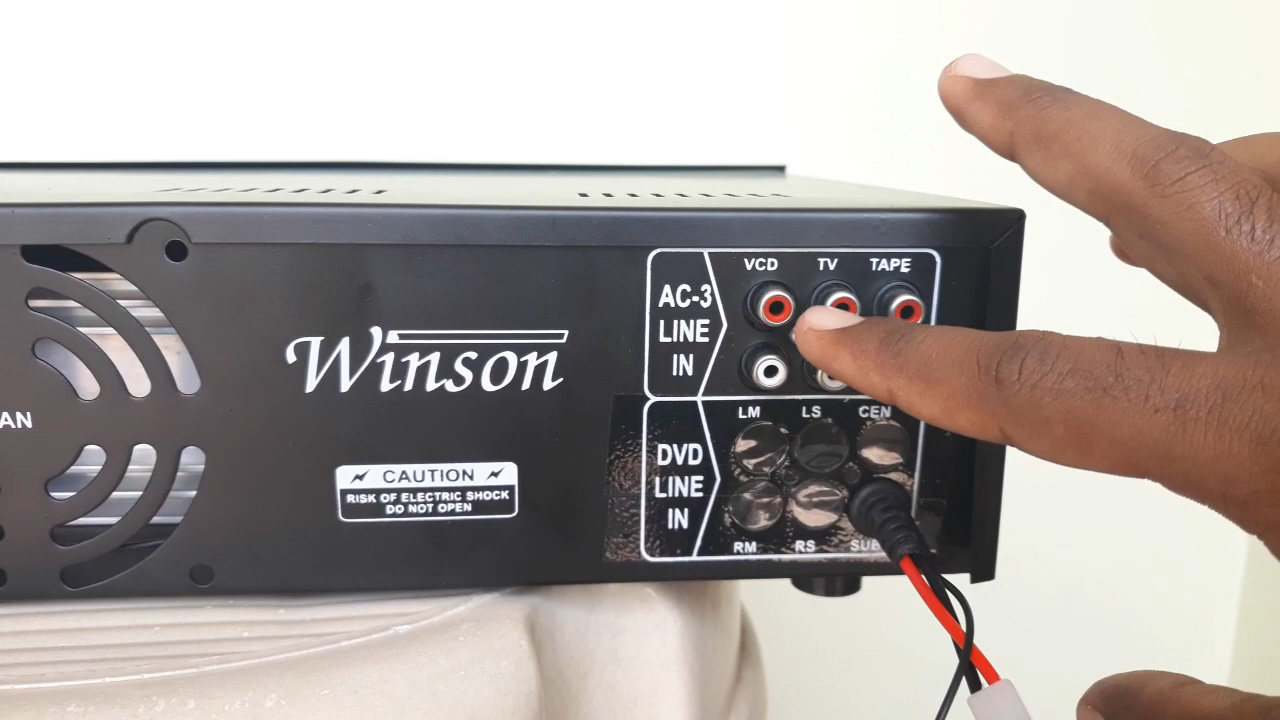 VCD TV TAPE
AC-3
LINE
IN
Winson
AN
CAUTION
RISK OF ELECTRIC SHOCK
DO NOT OPEN
LM LS CEN
DVD
LINE
IN
RM RS SUB